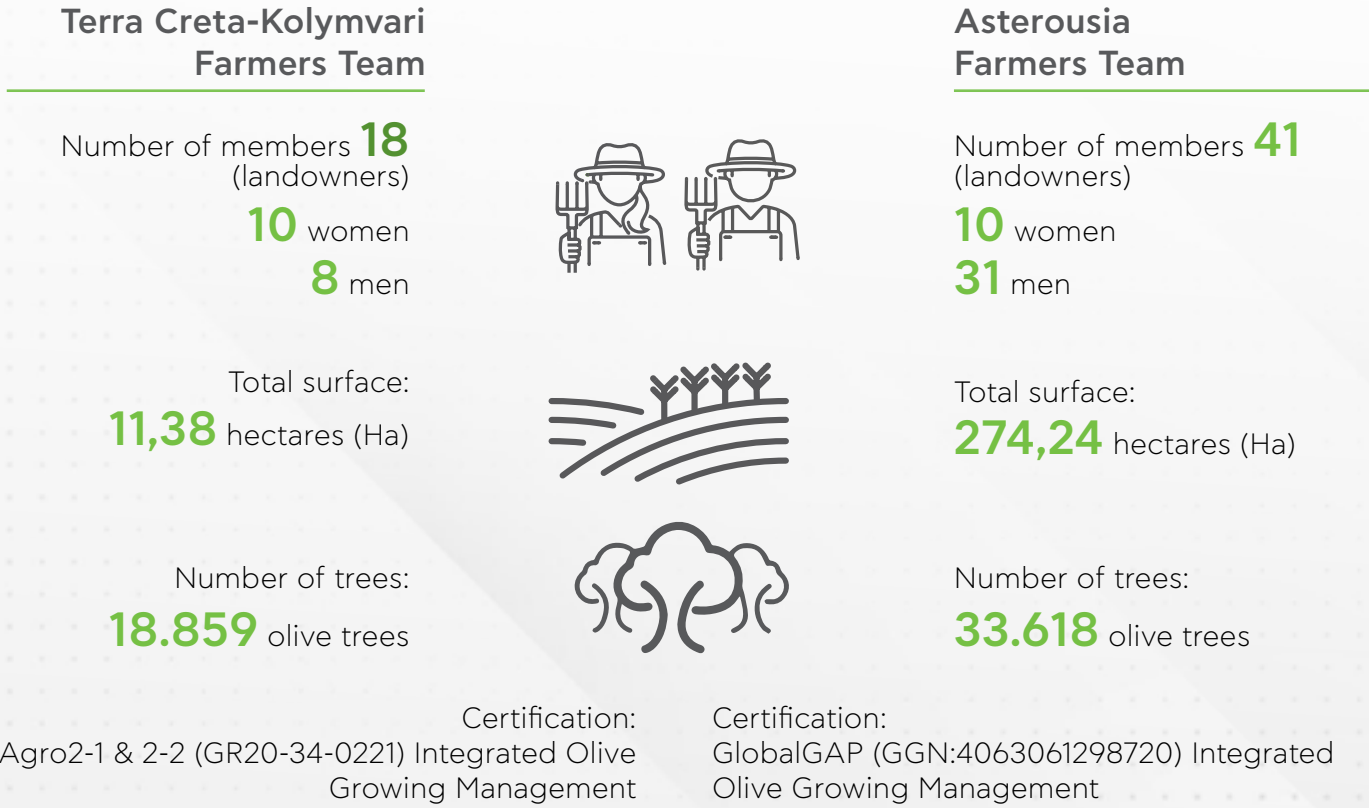 Terra Creta-Kolymvari
Farmers Team
Number of members 18
(landowners)
10 women
8 men
Total surface:
11,38 hectares (Ha)
Number of trees:
18.859 olive trees
Certification:
Agro2-1 & 2-2 (GR20-34-0221) Integrated Olive
Growing Management
Asterousia
Farmers Team
Number of members 41
(landowners)
10 women
31 men
Total surface:
274,24 hectares (Ha)
Number of trees:
33.618 olive trees
Certification:
GlobalGAP (GGN:4063061298720) Integrated
Olive Growing Management